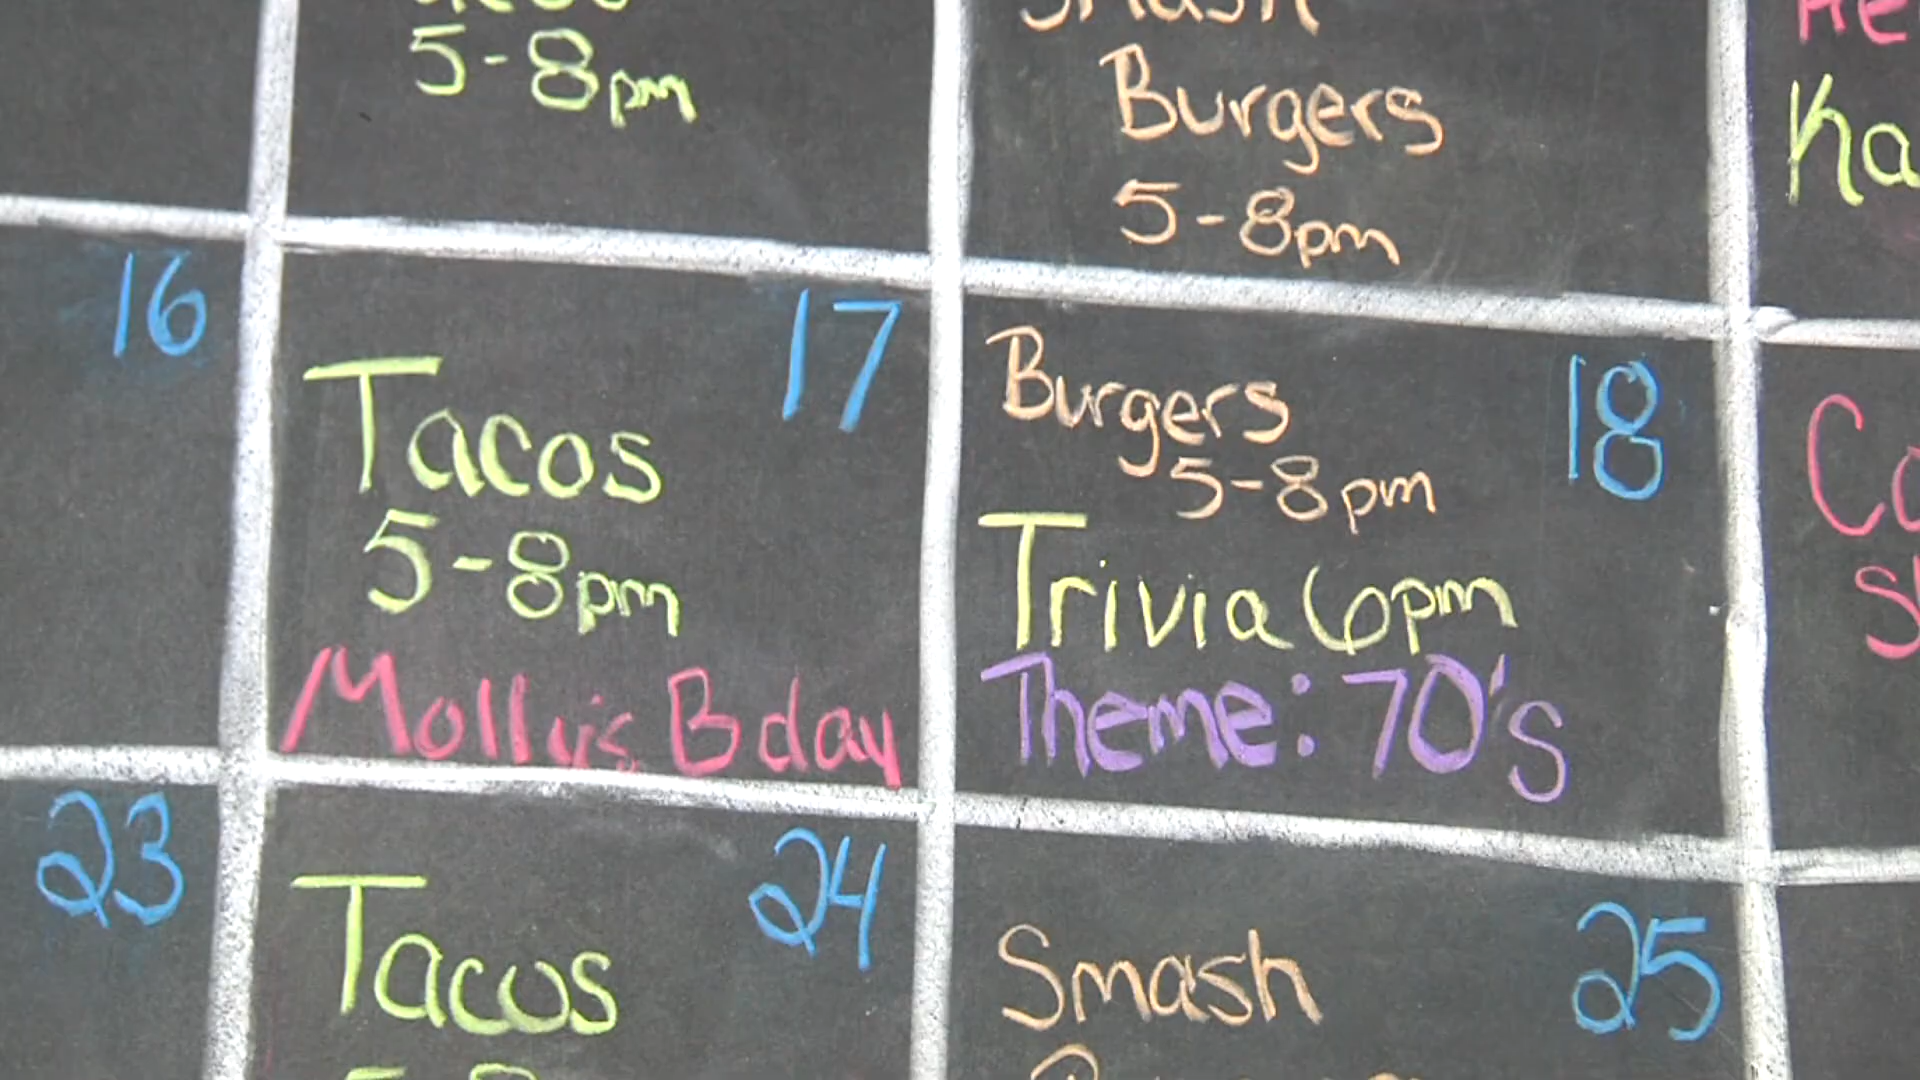 5-8pm
Smash
Burgers
5-8pm
16
17
Tacos
5-8pm
Molly's Bday
18
Burgers
5-8pm
Trivia 6pm
Theme: 70's
23
24
Tacos
25
Smash